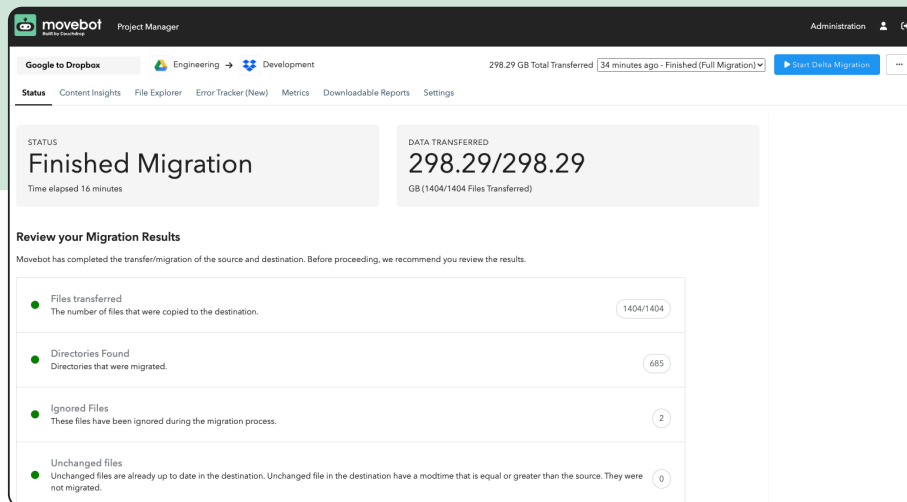 movebot
Built by Couchdrop
Project Manager
Administration
Google to Dropbox
Engineering → Development
298.29 GB Total Transferred
34 minutes ago - Finished (Full Migration)
Start Delta Migration
...
Status
Content Insights
File Explorer
Error Tracker (New)
Metrics
Downloadable Reports
Settings
STATUS
Finished Migration
Time elapsed 16 minutes
DATA TRANSFERRED
298.29/298.29
GB (1404/1404 Files Transferred)
Review your Migration Results
Movebot has completed the transfer/migration of the source and destination. Before proceeding, we recommend you review the results.
Files transferred
The number of files that were copied to the destination.
1404/1404
Directories Found
Directories that were migrated.
685
Ignored Files
These files have been ignored during the migration process.
2
Unchanged files
Unchanged files are already up to date in the destination. Unchanged file in the destination have a modtime that is equal or greater than the source. They were
not migrated.
0